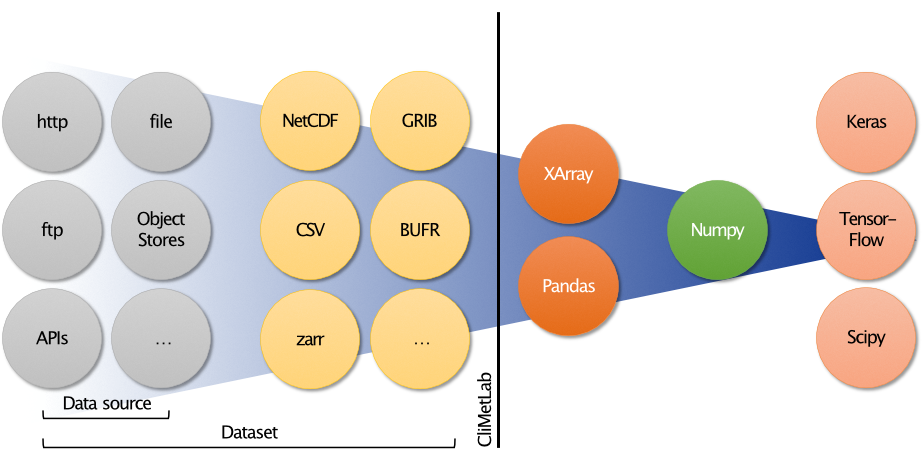 http
file
NetCDF
GRIB
XArray
Keras
ftp
Object
Stores
CSV
BUFR
Numpy
Tensor-
Flow
Pandas
APIs
...
zarr
...
Scipy
Data source
Dataset
CliMetLab